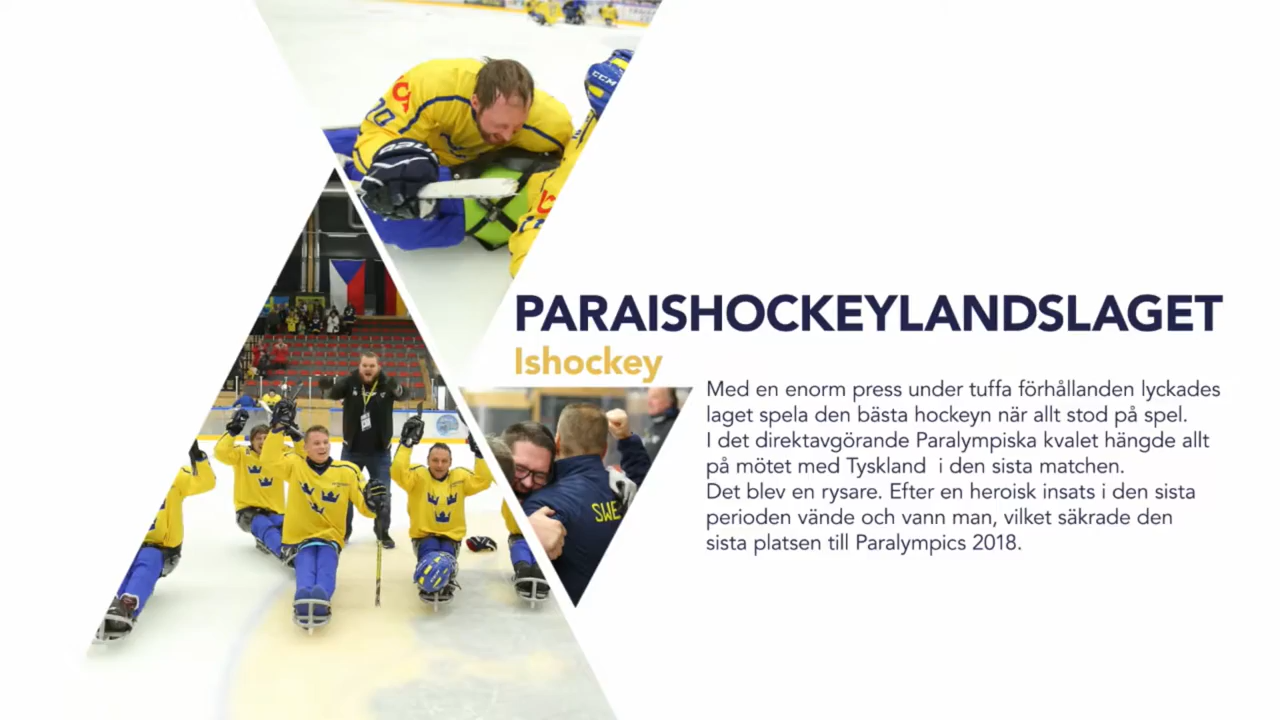 CCM
PARAISHOCKEYLANDSLAGET
Ishockey
Med en enorm press under tuffa förhållanden lyckades
laget spela den bästa hockeyn när allt stod på spel.
I det direktavgörande Paralympiska kvalet hängde allt
på mötet med Tyskland  i den sista matchen.
Det blev en rysare. Efter en heroisk insats i den sista
perioden vände och vann man, vilket säkrade den
sista platsen till Paralympics 2018.
SWE